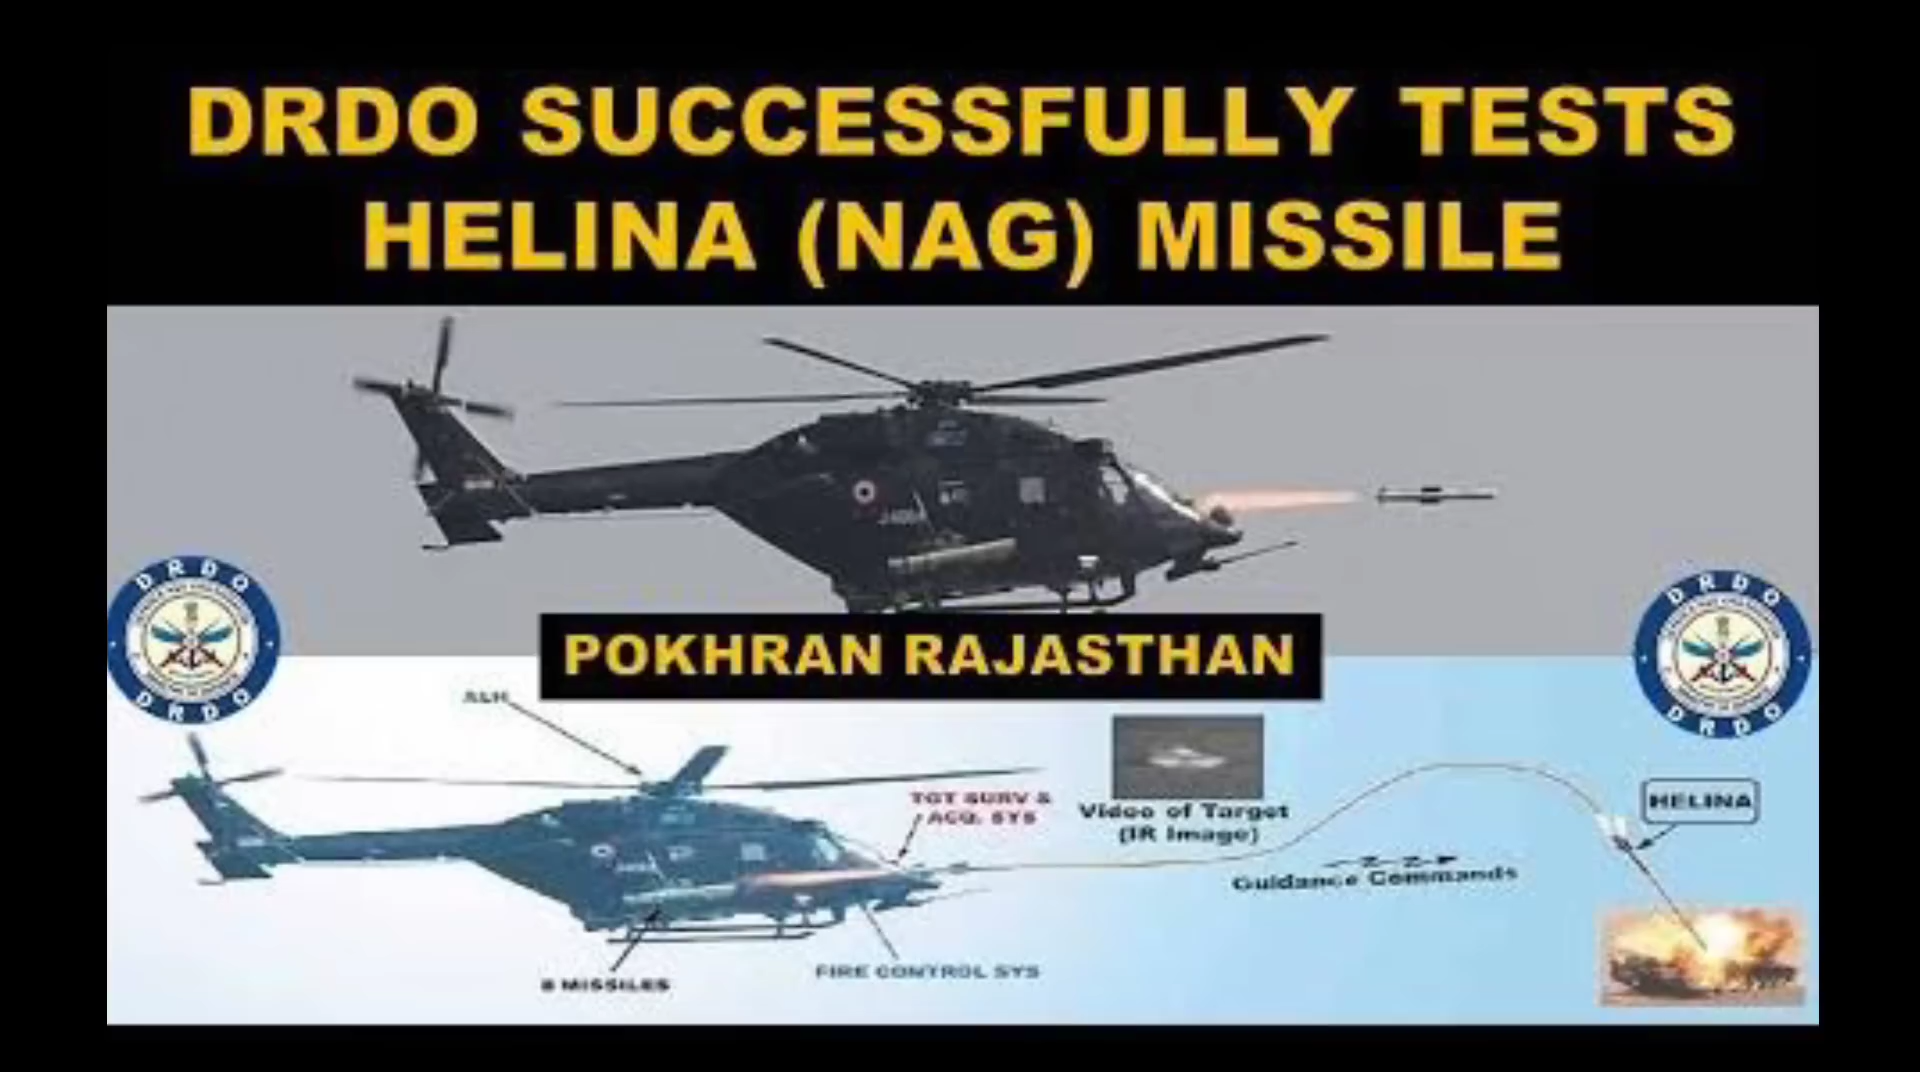 DRDO SUCCESSFULLY TESTS
HELINA (NAG) MISSILE
DRDO
DRDO
DRDO
DRDO
POKHRAN RAJASTHAN
ALH
TGT SURV &
ACQ. SYS
Video of Target
(IR Image)
HELINA
Guidance Commands
FIRE CONTROL SYS
8 MISSILES